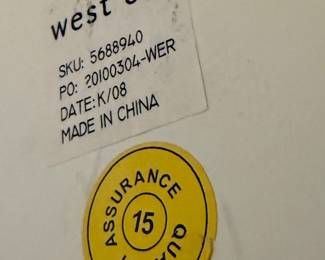 west
SKU: 5688940
PO: 20100304-WER
DATE: K/08
MADE IN CHINA
ASSURANCE
15